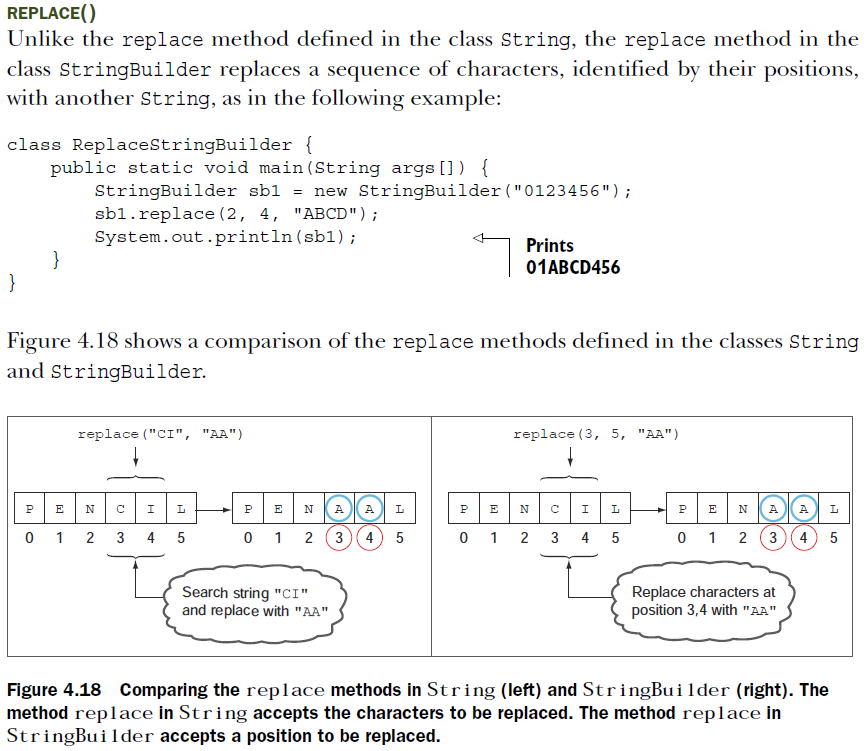 REPLACE()
Unlike the replace method defined in the class String, the replace method in the
class StringBuilder replaces a sequence of characters, identified by their positions,
with another String, as in the following example:
class ReplaceStringBuilder {
public static void main(String args[]) {
StringBuilder sb1 = new StringBuilder("0123456");
sb1.replace(2, 4, "ABCD");
System.out.println(sb1);
Prints
01ABCD456
}
}
Figure 4.18 shows a comparison of the replace methods defined in the classes String
and StringBuilder.
replace("CI", "AA")
P E N C I L P E N A A L
0 1 2 3 4 5 0 1 2 3 4 5
Search string "CI"
and replace with "AA"
replace(3, 5, "AA")
P E N C I L P E N A A L
0 1 2 3 4 5 0 1 2 3 4 5
Replace characters at
position 3,4 with "AA"
Figure 4.18 Comparing the replace methods in String (left) and StringBuilder (right). The
method replace in String accepts the characters to be replaced. The method replace in
StringBuilder accepts a position to be replaced.